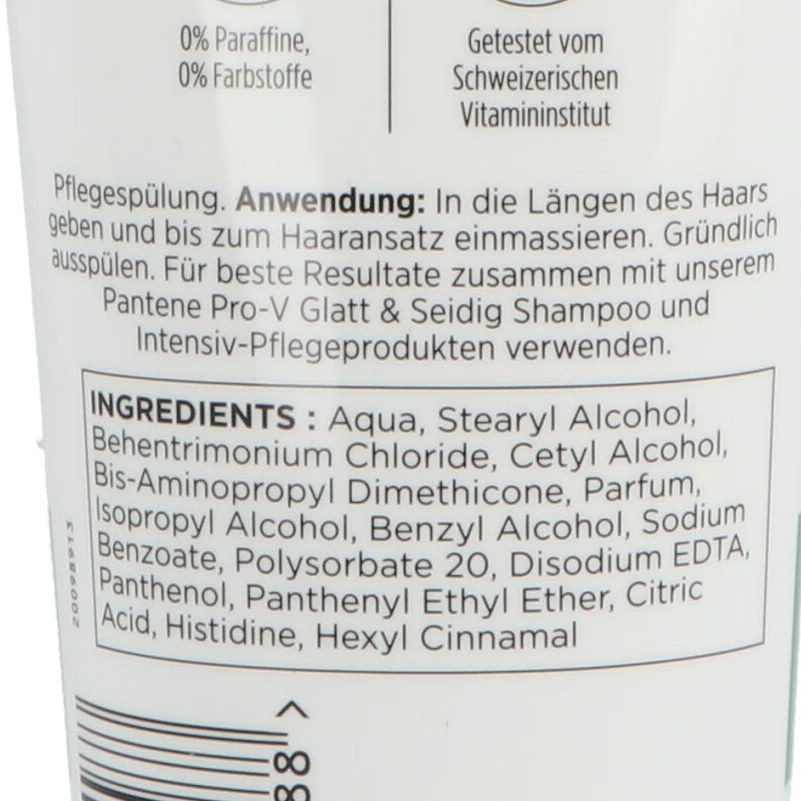 0% Paraffine,
0% Farbstoffe
Getestet vom
Schweizerischen
Vitamininstitut
Pflegespülung. Anwendung: In die Längen des Haars
geben und bis zum Haaransatz einmassieren. Gründlich
ausspülen. Für beste Resultate zusammen mit unserem
Pantene Pro-V Glatt & Seidig Shampoo und
Intensiv-Pflegeprodukten verwenden.
INGREDIENTS : Aqua, Stearyl Alcohol,
Behentrimonium Chloride, Cetyl Alcohol,
Bis-Aminopropyl Dimethicone, Parfum,
Isopropyl Alcohol, Benzyl Alcohol, Sodium
Benzoate, Polysorbate 20, Disodium EDTA,
Panthenol, Panthenyl Ethyl Ether, Citric
Acid, Histidine, Hexyl Cinnamal
20098913